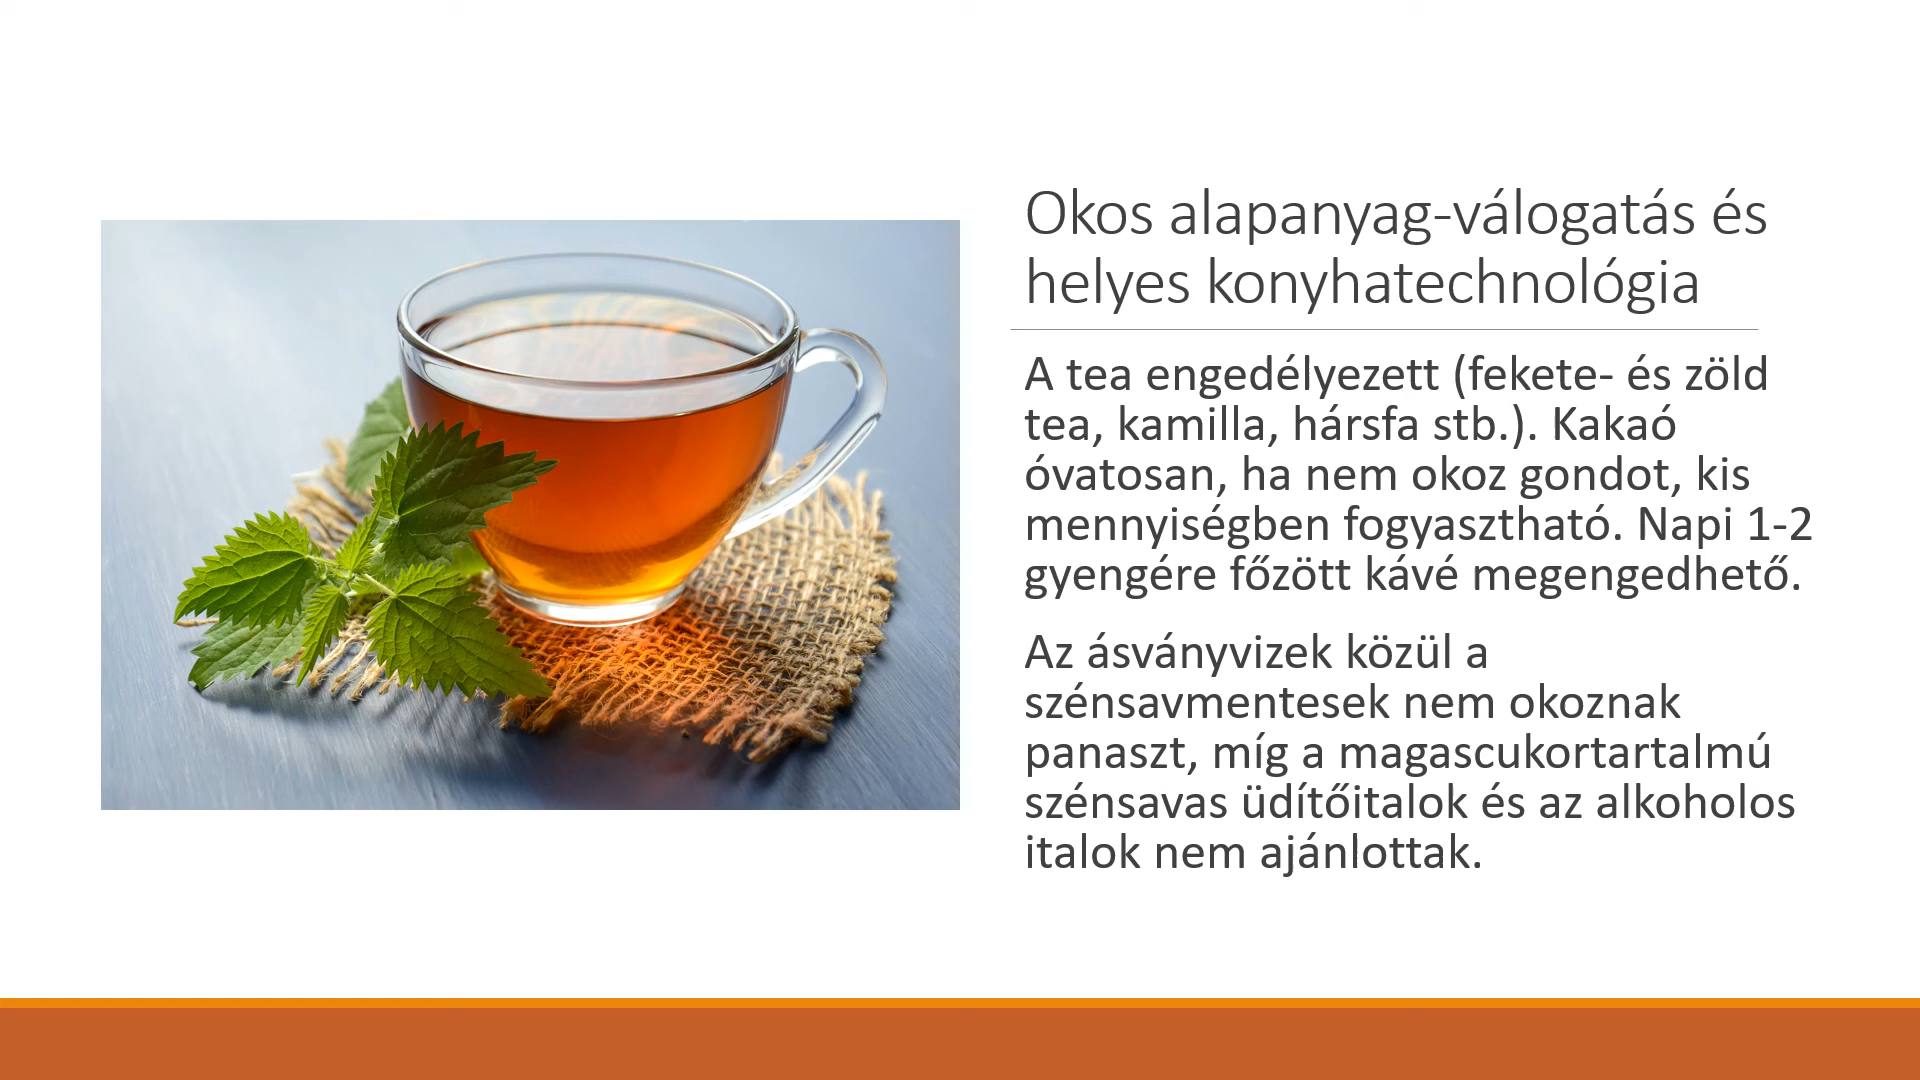 Okos alapanyag-válogatás és
helyes konyhatechnológia
A tea engedélyezett (fekete- és zöld
tea, kamilla, hársfa stb.). Kakaó
óvatosan, ha nem okoz gondot, kis
mennyiségben fogyasztható. Napi 1-2
gyengére főzött kávé megengedhető.
Az ásványvizek közül a
szénsavmentesek nem okoznak
panaszt, míg a magascukortartalmú
szénsavas üdítőitalok és az alkoholos
italok nem ajánlottak.